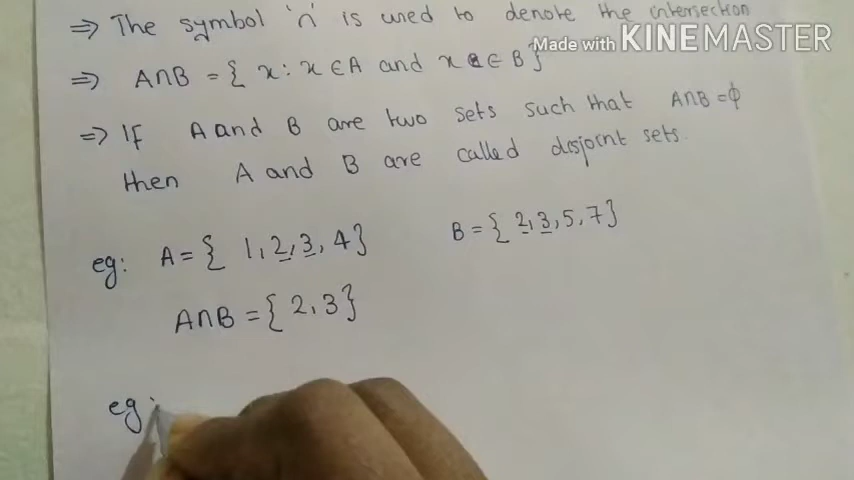 ⇒ The symbol '∩' is used to denote the intersection
Made with KINEMASTER
⇒ A∩B = { x : x ∈ A and x ∈ B }
⇒ If A and B are two sets such that A∩B = ϕ
then A and B are called disjoint sets.
eg: A = { 1, 2, 3, 4 } B = { 2, 3, 5, 7 }
A∩B = { 2, 3 }
eg: